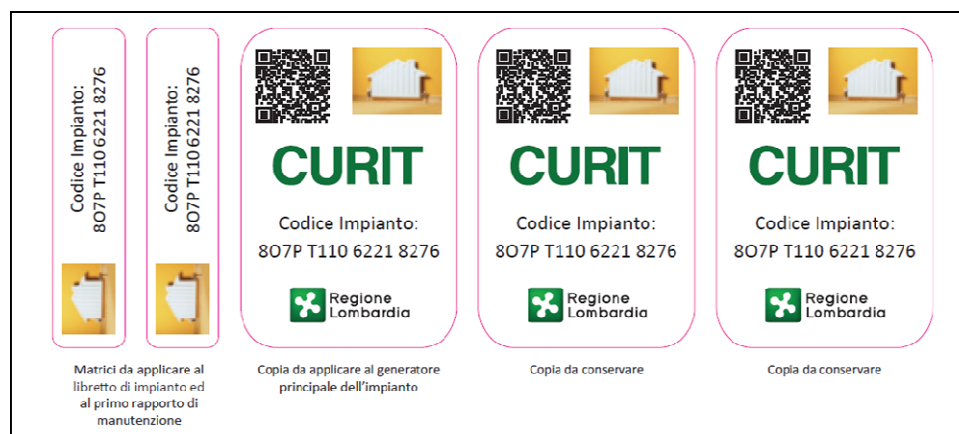 Codice Impianto:
8O7P T110 6221 8276
Codice Impianto:
8O7P T110 6221 8276
Matrici da applicare al
libretto di impianto ed
al primo rapporto di
manutenzione
CURIT
Codice Impianto:
8O7P T110 6221 8276
Regione
Lombardia
Copia da applicare al generatore
principale dell'impianto
CURIT
Codice Impianto:
8O7P T110 6221 8276
Regione
Lombardia
Copia da conservare
CURIT
Codice Impianto:
8O7P T110 6221 8276
Regione
Lombardia
Copia da conservare